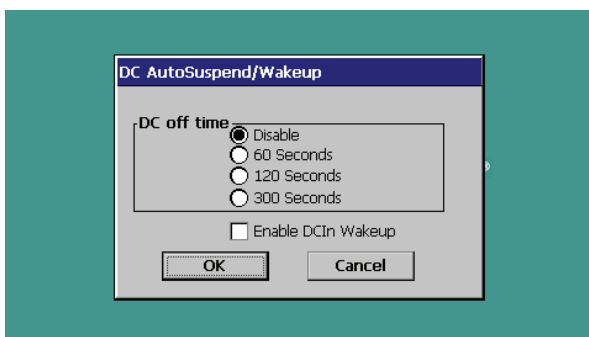 DC AutoSuspend/Wakeup
DC off time
Disable
60 Seconds
120 Seconds
300 Seconds
Enable DCIn Wakeup
OK Cancel